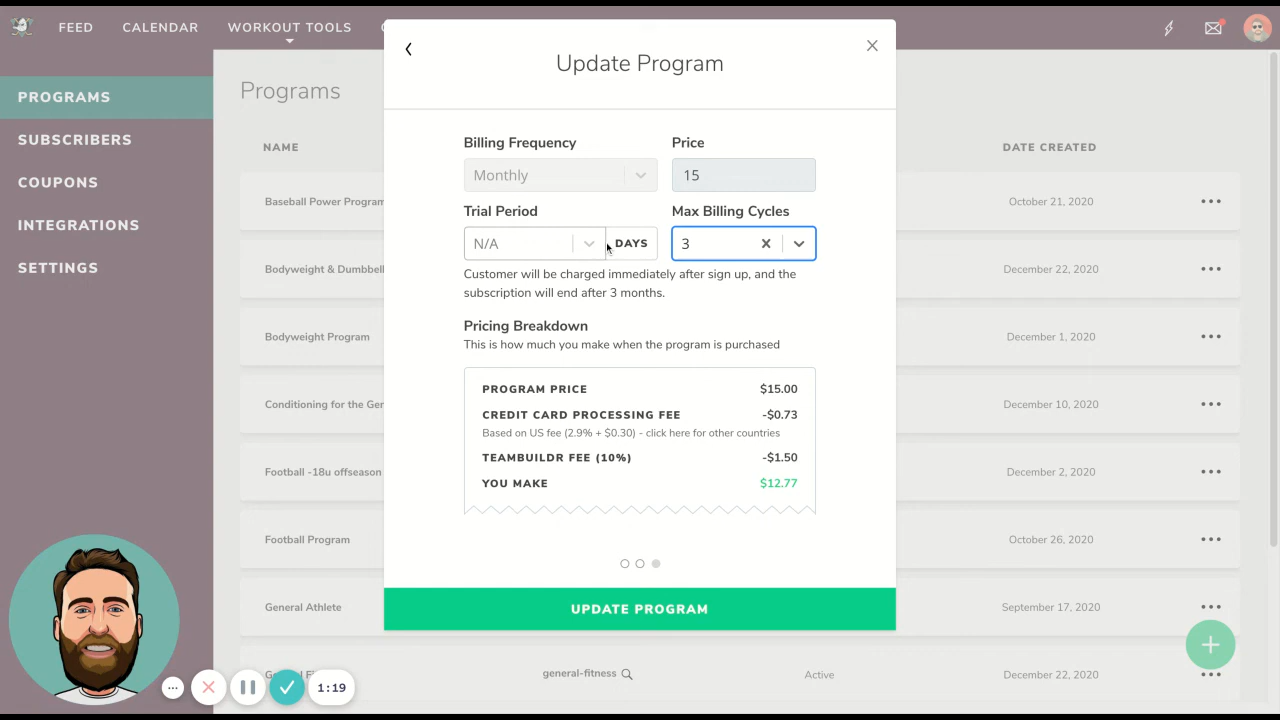 FEED
CALENDAR
WORKOUT TOOLS
PROGRAMS
SUBSCRIBERS
COUPONS
INTEGRATIONS
SETTINGS
Programs
NAME
DATE CREATED
Baseball Power Program
October 21, 2020
Bodyweight & Dumbbell
December 22, 2020
Bodyweight Program
December 1, 2020
Conditioning for the
December 10, 2020
Football -18u offseason
December 2, 2020
Football Program
October 26, 2020
General Athlete
September 17, 2020
general-fitness
Active
December 22, 2020
Update Program
Billing Frequency
Price
Monthly
15
Trial Period
Max Billing Cycles
N/A
DAYS
3
Customer will be charged immediately after sign up, and the
subscription will end after 3 months.
Pricing Breakdown
This is how much you make when the program is purchased
PROGRAM PRICE
$15.00
CREDIT CARD PROCESSING FEE
-$0.73
Based on US fee (2.9% + $0.30) - click here for other countries
TEAMBUILDR FEE (10%)
-$1.50
YOU MAKE
$12.77
UPDATE PROGRAM
1:19